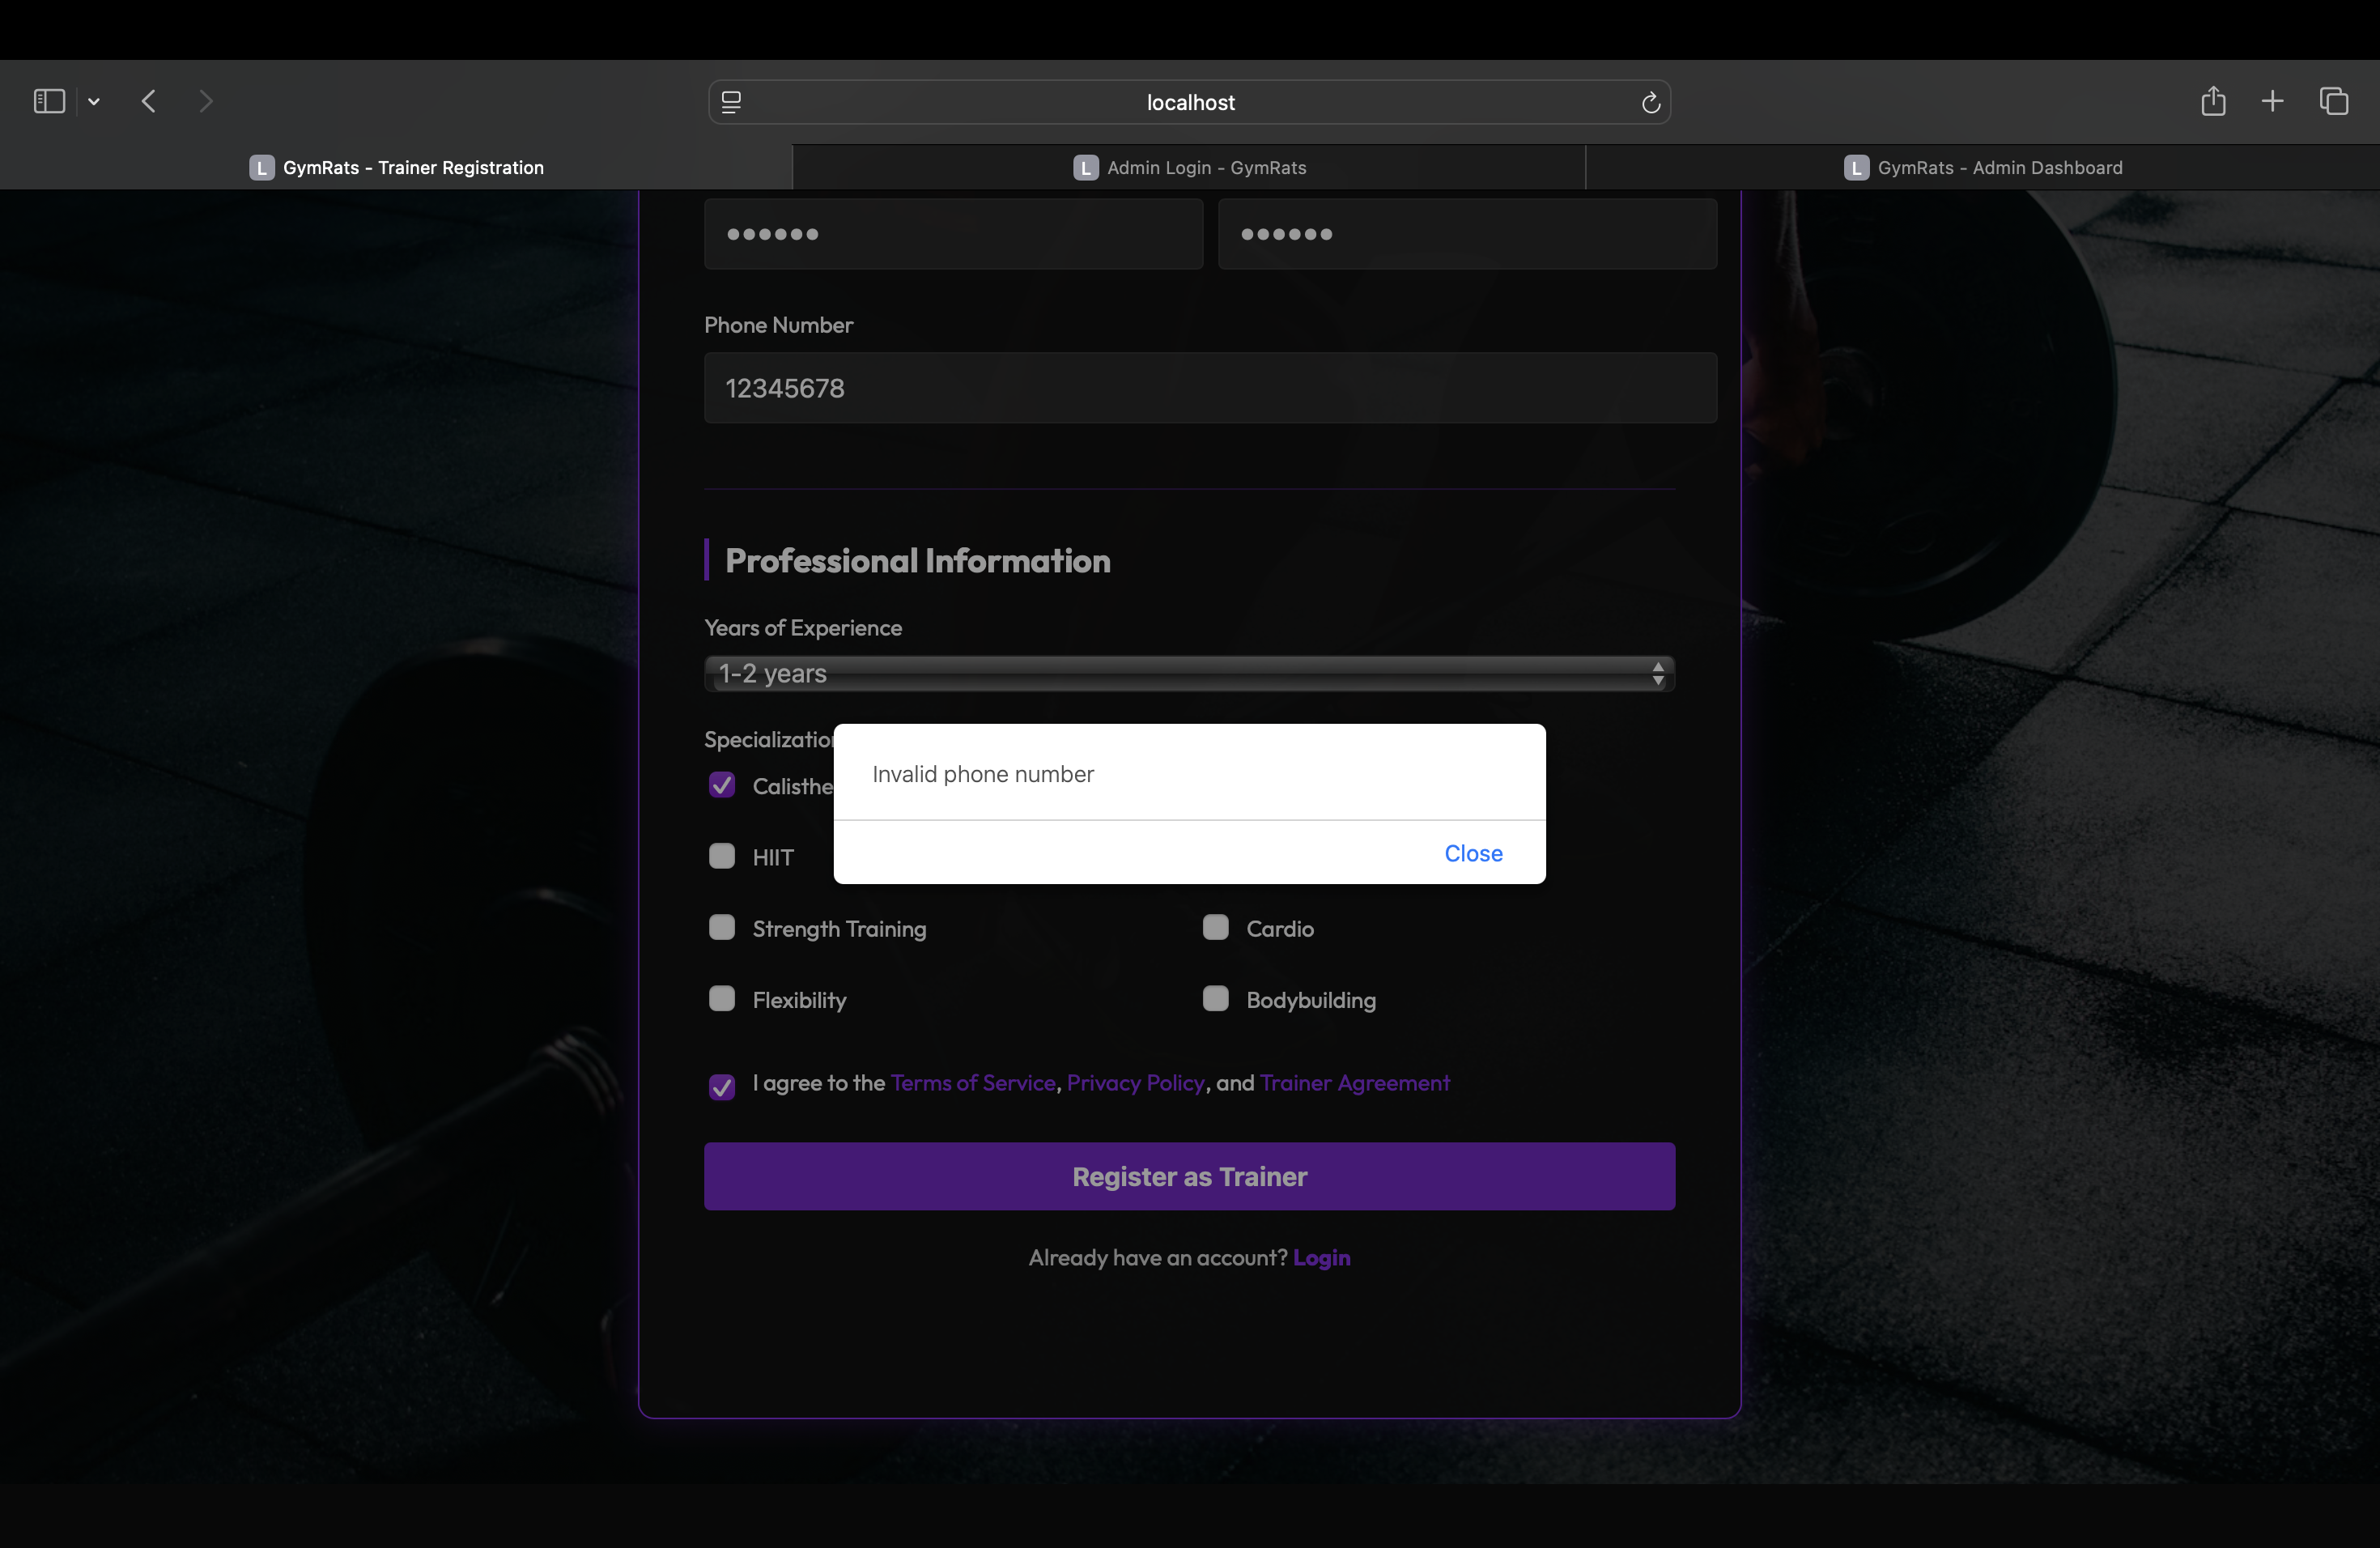 localhost
L GymRats - Trainer Registration
L Admin Login - GymRats
L GymRats - Admin Dashboard
••••••
••••••
Phone Number
12345678
Professional Information
Years of Experience
1-2 years
Invalid phone number
Close
HIIT
Strength Training
Cardio
Flexibility
Bodybuilding
I agree to the Terms of Service, Privacy Policy, and Trainer Agreement
Register as Trainer
Already have an account? Login